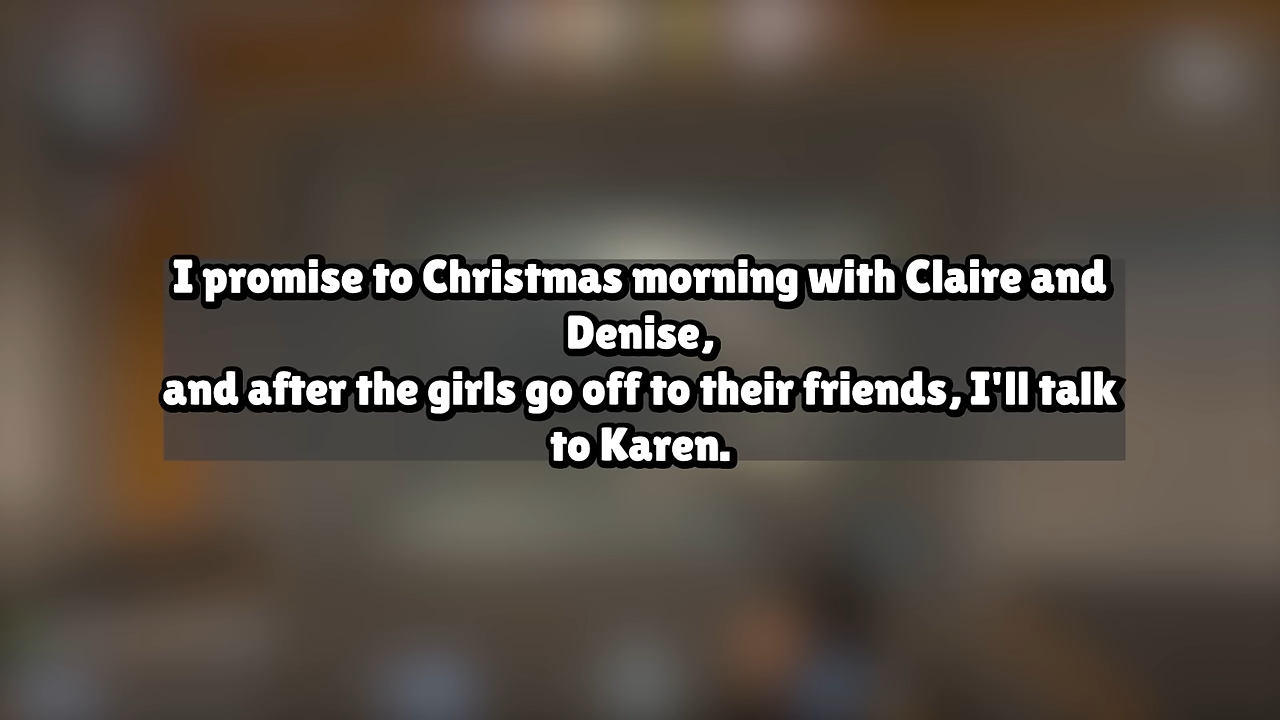 I promise to Christmas morning with Claire and
Denise,
and after the girls go off to their friends, I'll talk
to Karen.